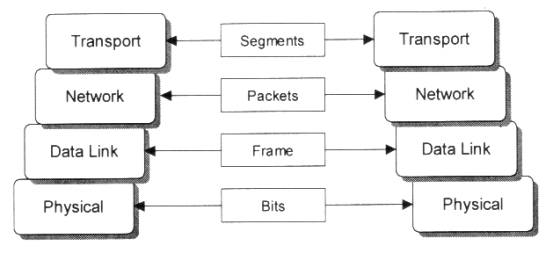 Transport
Segments
Transport
Network
Packets
Network
Data Link
Frame
Data Link
Physical
Bits
Physical